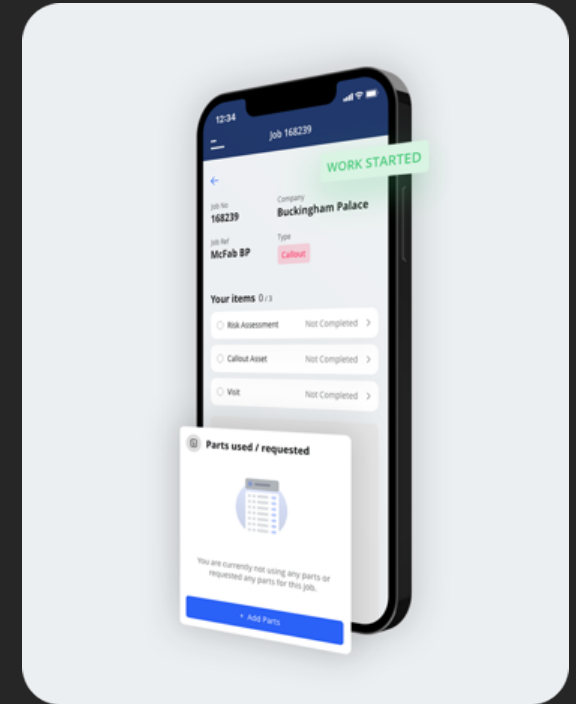 12:34
Job 168239
WORK STARTED
Job No
168239
Company
Buckingham Palace
Job Ref
McFab BP
Type
Callout
Your items 0 / 3
Risk Assessment Not Completed
Callout Asset Not Completed
Visit Not Completed
Parts used / requested
You are currently not using any parts or
requested any parts for this job.
+ Add Parts